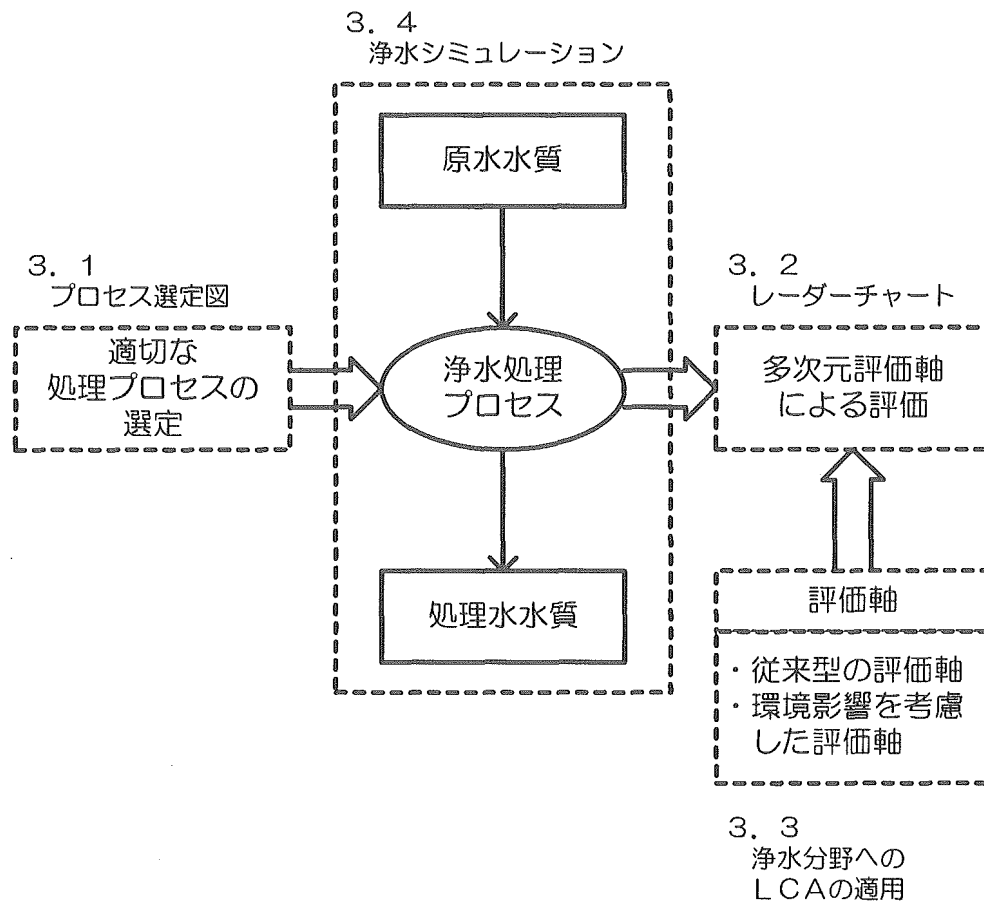 3．4
浄水シミュレーション
原水水質
3．1
プロセス選定図
適切な
処理プロセスの
選定
浄水処理
プロセス
3．2
レーダーチャート
多次元評価軸
による評価
処理水水質
評価軸
・従来型の評価軸
・環境影響を考慮
した評価軸
3．3
浄水分野への
ＬＣＡの適用